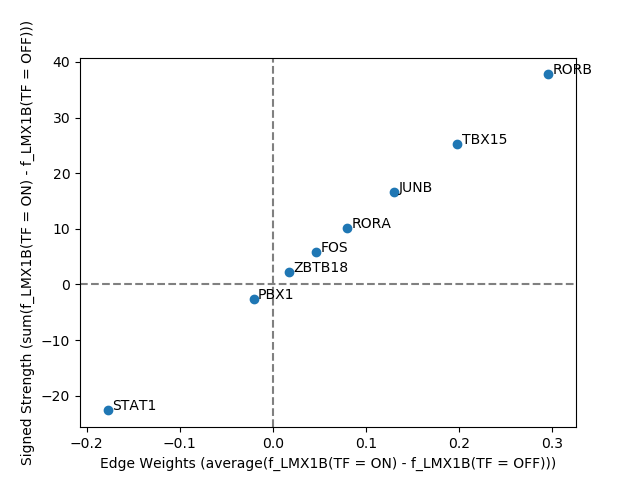 Signed Strength (sum(f_LMX1B(TF = ON) - f_LMX1B(TF = OFF)))
40
30
20
10
0
−10
−20
RORB
TBX15
JUNB
RORA
FOS
ZBTB18
PBX1
STAT1
−0.2
−0.1
0.0
0.1
0.2
0.3
Edge Weights (average(f_LMX1B(TF = ON) - f_LMX1B(TF = OFF)))